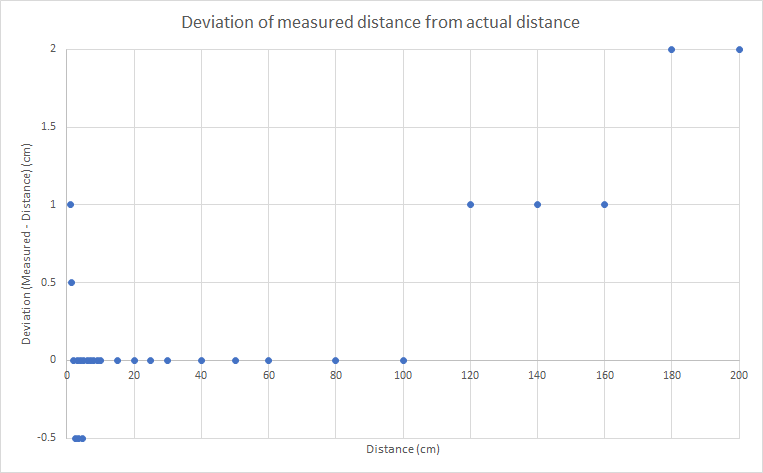 Deviation of measured distance from actual distance
2
1.5
1
0.5
0
-0.5
Deviation (Measured - Distance) (cm)
0 20 40 60 80 100 120 140 160 180 200
Distance (cm)